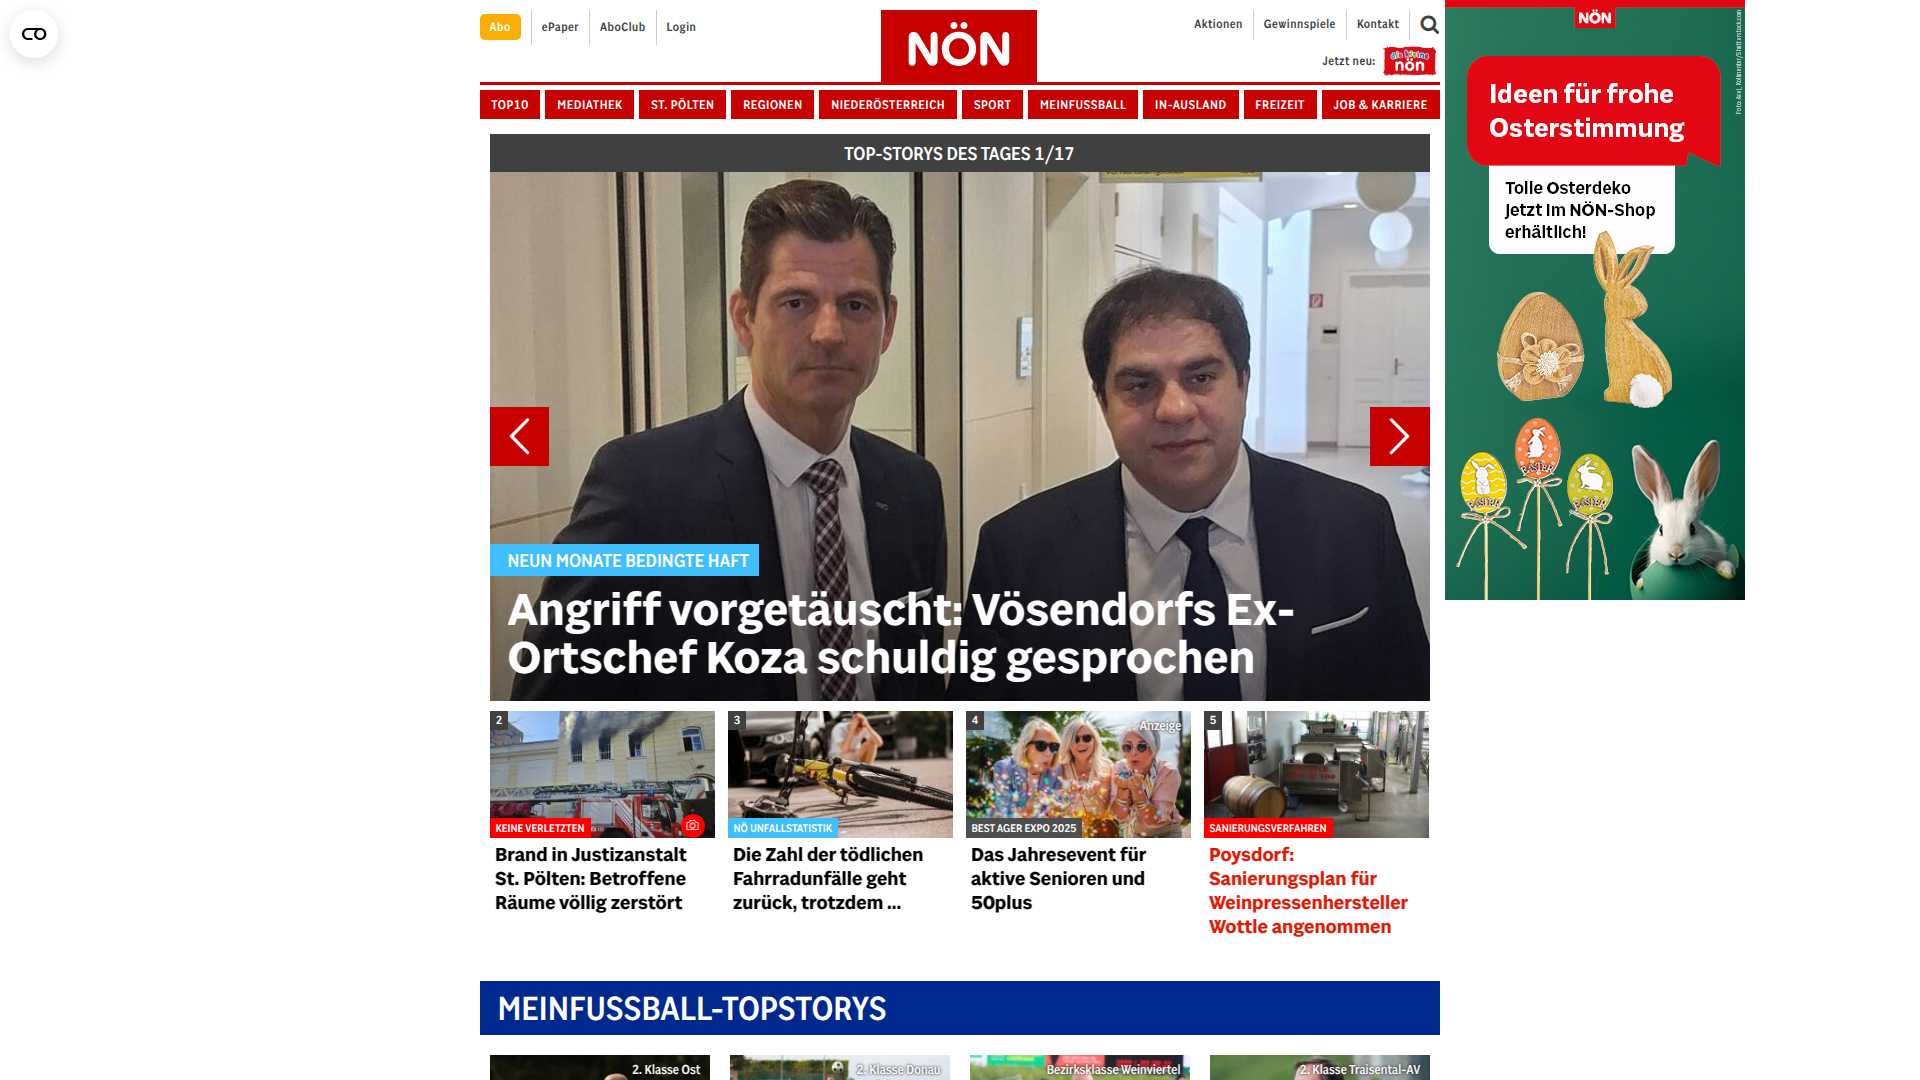 Abo
ePaper
AboClub
Login
NÖN
Aktionen
Gewinnspiele
Kontakt
Jetzt neu:
die kleine
nön
TOP10
MEDIATHEK
ST. PÖLTEN
REGIONEN
NIEDERÖSTERREICH
SPORT
MEINFUSSBALL
IN-AUSLAND
FREIZEIT
JOB & KARRIERE
TOP-STORYS DES TAGES 1/17
NEUN MONATE BEDINGTE HAFT
Angriff vorgetäuscht: Vösendorfs Ex-
Ortschef Koza schuldig gesprochen
2
KEINE VERLETZTEN
Brand in Justizanstalt
St. Pölten: Betroffene
Räume völlig zerstört
3
NÖ UNFALLSTATISTIK
Die Zahl der tödlichen
Fahrradunfälle geht
zurück, trotzdem ...
4
Anzeige
BEST AGER EXPO 2025
Das Jahresevent für
aktive Senioren und
50plus
5
SANIERUNGSVERFAHREN
Poysdorf:
Sanierungsplan für
Weinpressenhersteller
Wottle angenommen
MEINFUSSBALL-TOPSTORYS
2. Klasse Ost
2. Klasse Donau
Bezirksklasse Weinviertel
2. Klasse Traisental-AV
NÖN
Ideen für frohe
Osterstimmung
Tolle Osterdeko
jetzt im NÖN-Shop
erhältlich!
EASTER
EASTER
EASTER